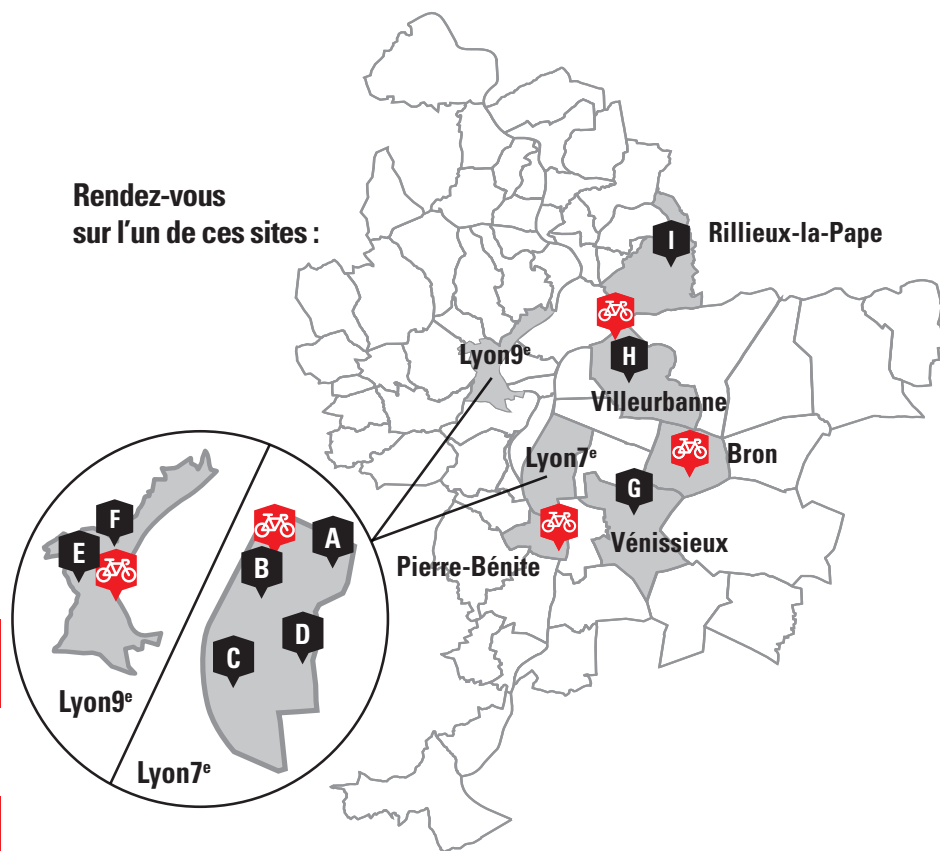 Rendez-vous
sur l'un de ces sites :
I
Rillieux-la-Pape
Lyon9e
H
Villeurbanne
Lyon7e
Bron
G
Vénissieux
Pierre-Bénite
F
E
Lyon9e
A
B
D
C
Lyon7e